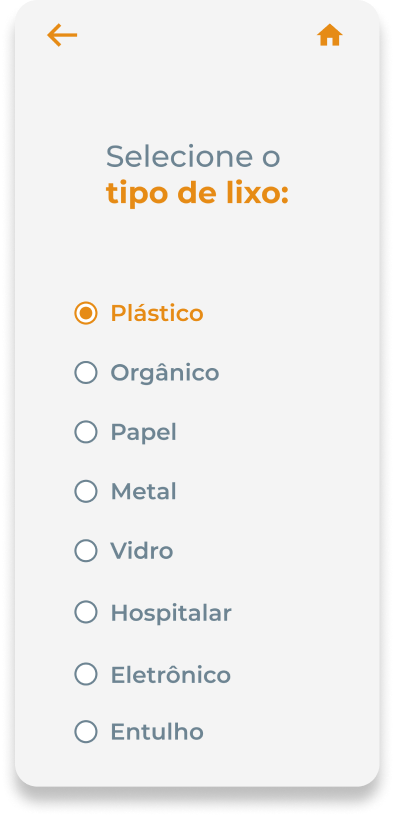 Selecione o
tipo de lixo:
Plástico
Orgânico
Papel
Metal
Vidro
Hospitalar
Eletrônico
Entulho